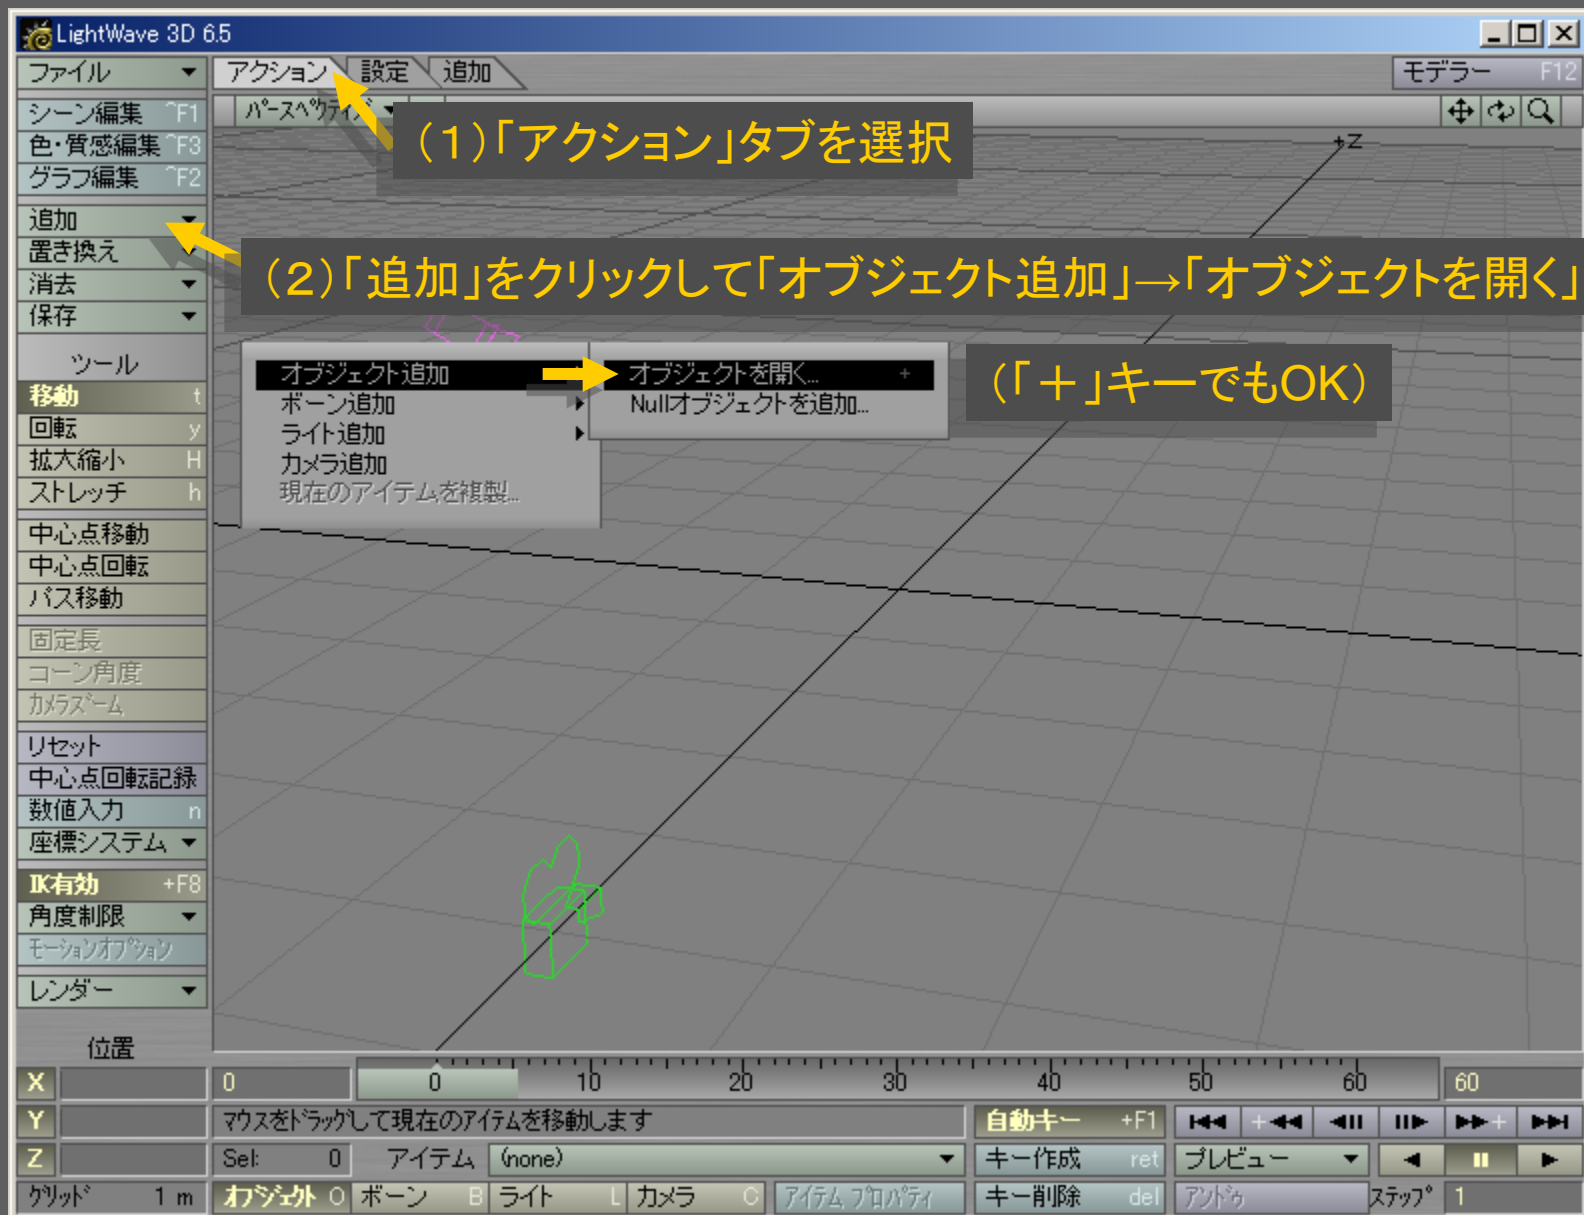 LightWave 3D 6.5
ファイル
アクション 設定 追加
モデラー F12
シーン編集 ^F1
色・質感編集 ^F3
グラフ編集 ^F2
パースペクティブ
+Z
(1)「アクション」タブを選択
追加
置き換え
消去
保存
(2)「追加」をクリックして「オブジェクト追加」→「オブジェクトを開く」
(「+」キーでもOK)
オブジェクト追加
ボーン追加
ライト追加
カメラ追加
現在のアイテムを複製...
オブジェクトを開く... +
Nullオブジェクトを追加...
ツール
移動 t
回転 y
拡大縮小 H
ストレッチ h
中心点移動
中心点回転
パス移動
固定長
コーン角度
カメラズーム
リセット
中心点回転記録
数値入力 n
座標システム
IK有効 +F8
角度制限
モーションオプション
レンダー
位置
X
Y
Z
グリッド 1 m
0
0 10 20 30 40 50 60
60
マウスをドラッグして現在のアイテムを移動します
自動キー +F1
Sel: 0 アイテム (none)
キー作成 ret
プレビュー
オブジェクト O ボーン B ライト L カメラ C アイテム プロパティ
キー削除 del
アンドゥ
ステップ 1